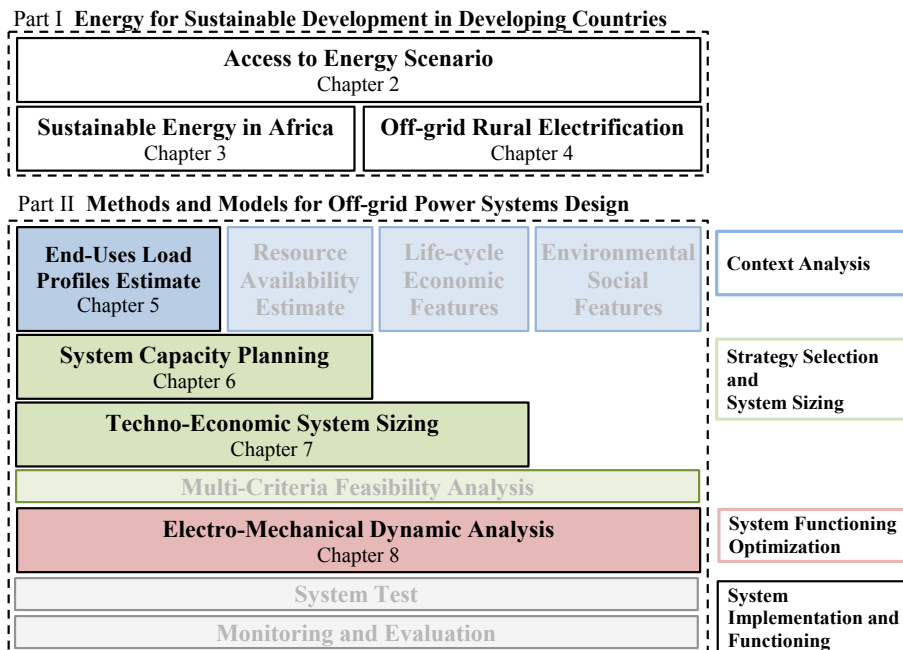 Part I Energy for Sustainable Development in Developing Countries
Access to Energy Scenario
Chapter 2
Sustainable Energy in Africa
Chapter 3
Off-grid Rural Electrification
Chapter 4
Part II Methods and Models for Off-grid Power Systems Design
End-Uses Load
Profiles Estimate
Chapter 5
Resource
Availability
Estimate
Life-cycle
Economic
Features
Environmental
Social
Features
Context Analysis
System Capacity Planning
Chapter 6
Strategy Selection
and
System Sizing
Techno-Economic System Sizing
Chapter 7
Multi-Criteria Feasibility Analysis
Electro-Mechanical Dynamic Analysis
Chapter 8
System Functioning
Optimization
System Test
Monitoring and Evaluation
System
Implementation and
Functioning